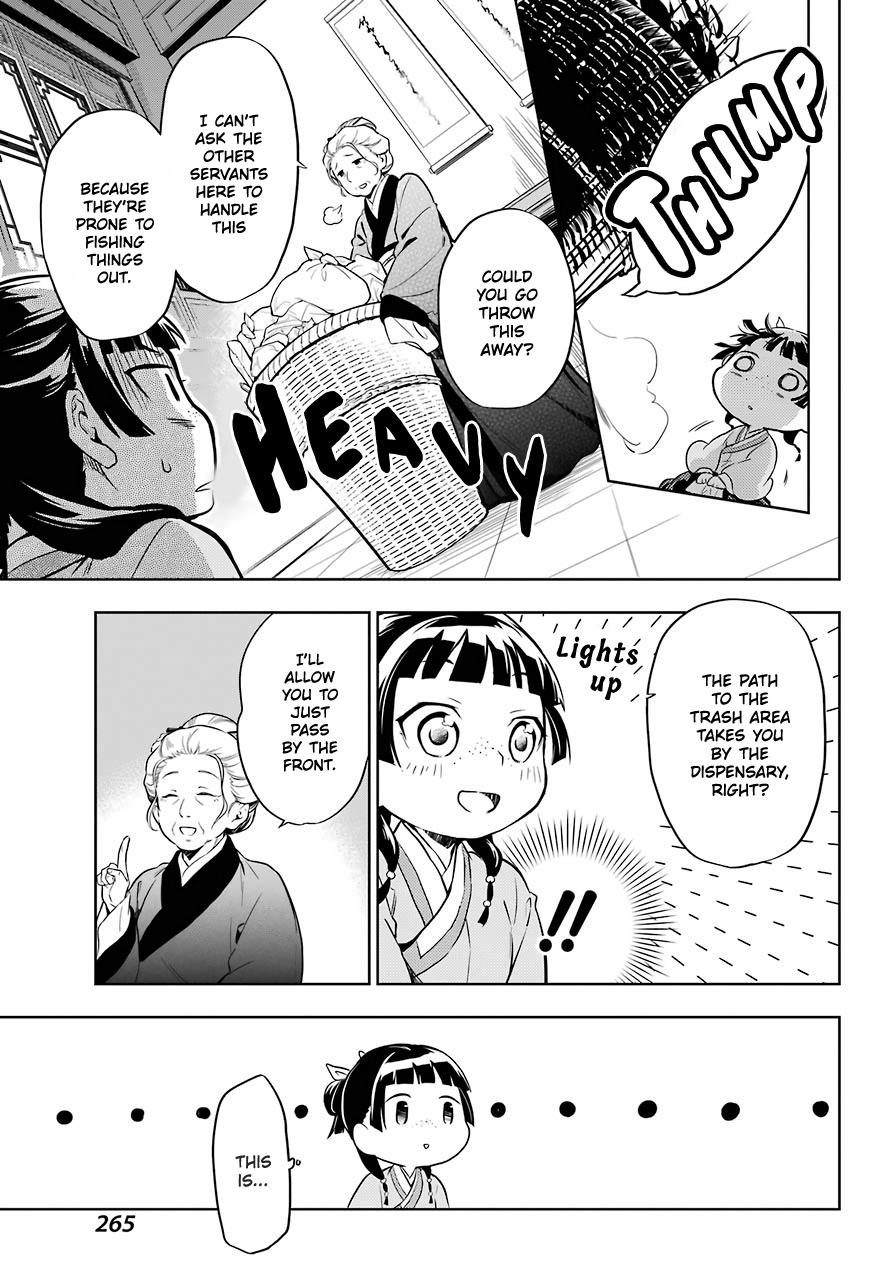 THUMP
COULD
YOU GO
THROW
THIS
AWAY?
I CAN'T
ASK THE
OTHER
SERVANTS
HERE TO
HANDLE
THIS
BECAUSE
THEY'RE
PRONE TO
FISHING
THINGS
OUT.
HEAVY
THE PATH
TO THE
TRASH AREA
TAKES YOU
BY THE
DISPENSARY,
RIGHT?
Lights
up
!!
I'LL
ALLOW
YOU TO
JUST
PASS
BY THE
FRONT.
THIS
IS...
265